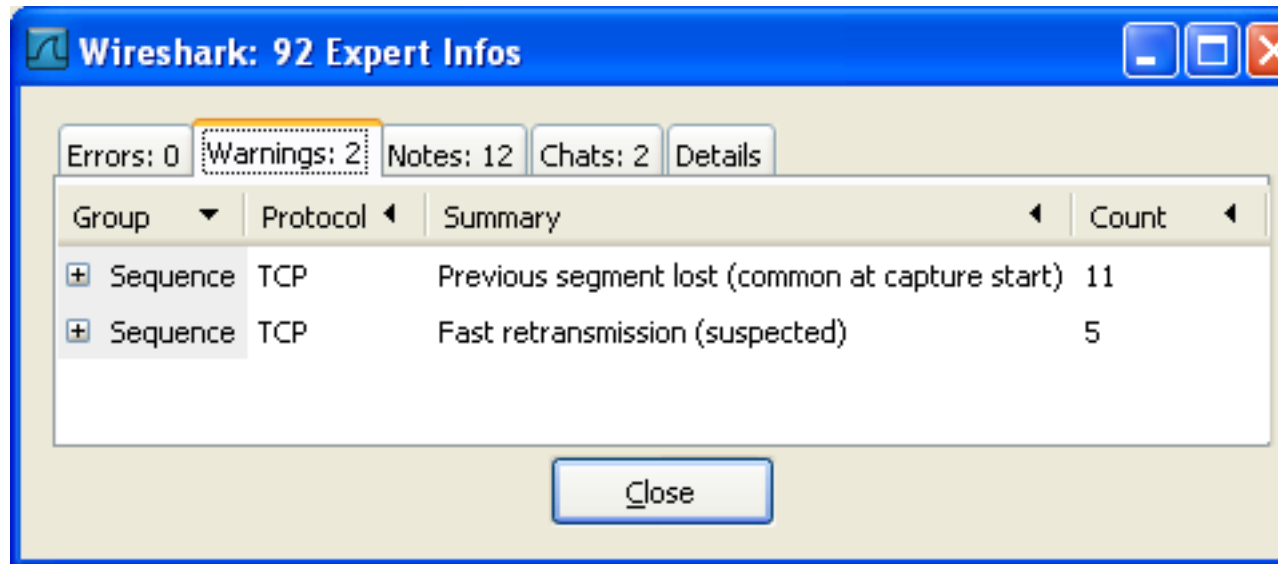 Wireshark: 92 Expert Infos
Errors: 0 Warnings: 2 Notes: 12 Chats: 2 Details
Group Protocol Summary Count
Sequence TCP Previous segment lost (common at capture start) 11
Sequence TCP Fast retransmission (suspected) 5
Close